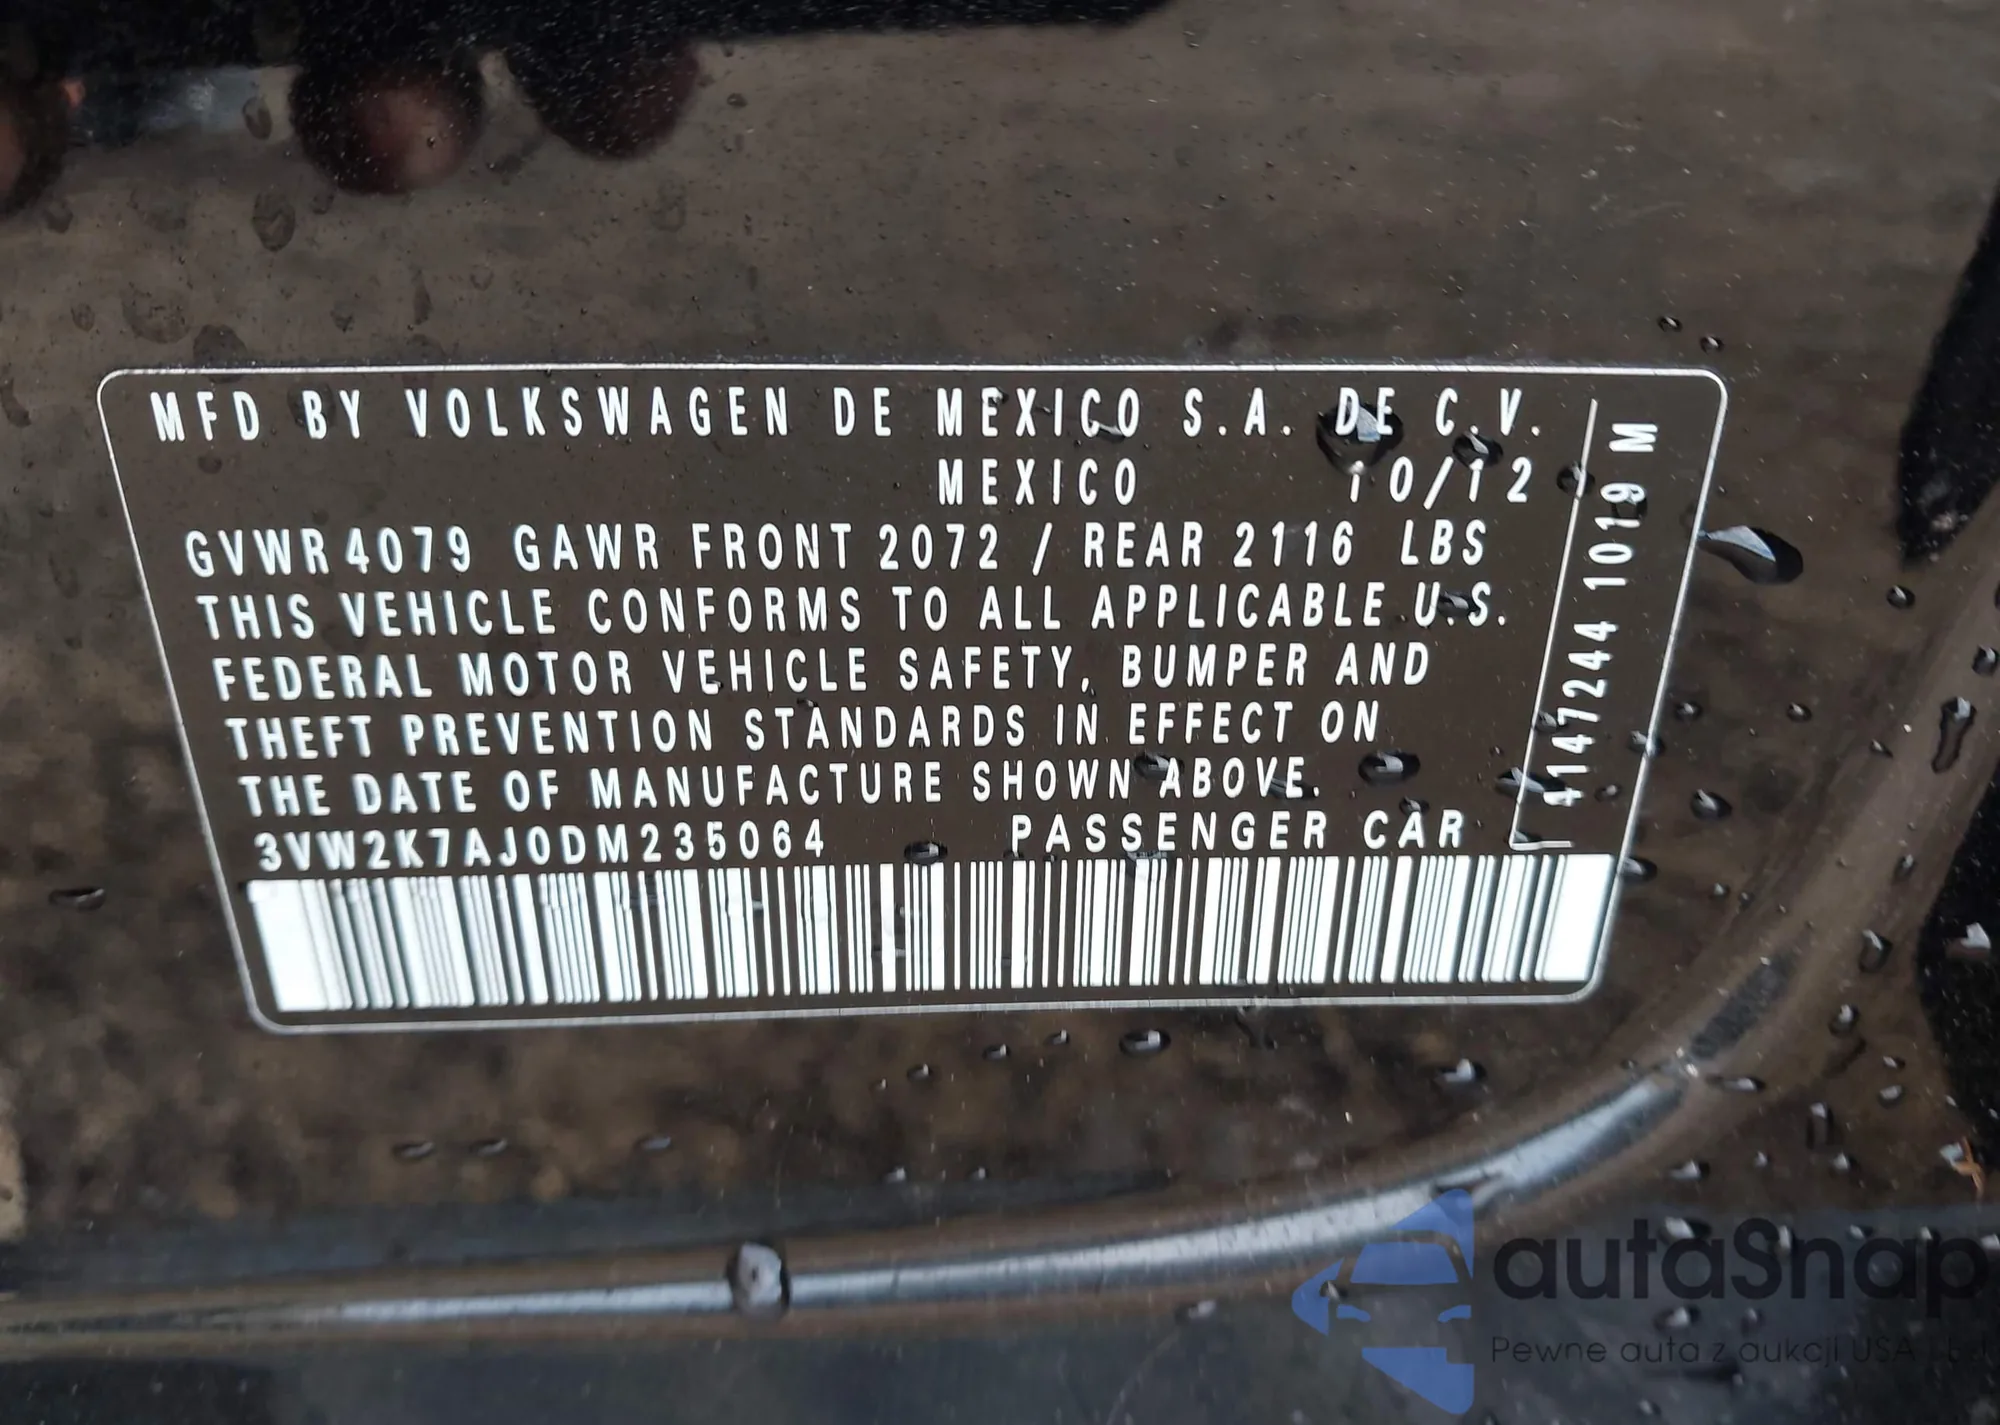 MFD BY VOLKSWAGEN DE MEXICO S.A. DE C.V.
MEXICO 10/12
GVWR 4079 GAWR FRONT 2072 / REAR 2116 LBS
THIS VEHICLE CONFORMS TO ALL APPLICABLE U.S.
FEDERAL MOTOR VEHICLE SAFETY, BUMPER AND
THEFT PREVENTION STANDARDS IN EFFECT ON
THE DATE OF MANUFACTURE SHOWN ABOVE.
3VW2K7AJ0DM235064 PASSENGER CAR
4147244 1019 M
autaSnap
Pewne auta z aukcji USA